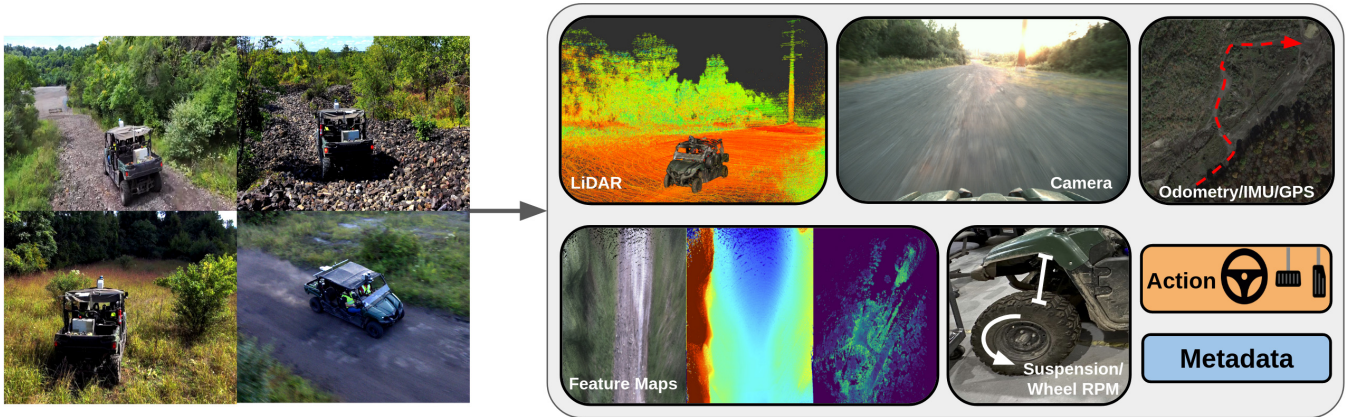 LiDAR
Camera
Odometry/IMU/GPS
Feature Maps
Suspension/
Wheel RPM
Action
Metadata